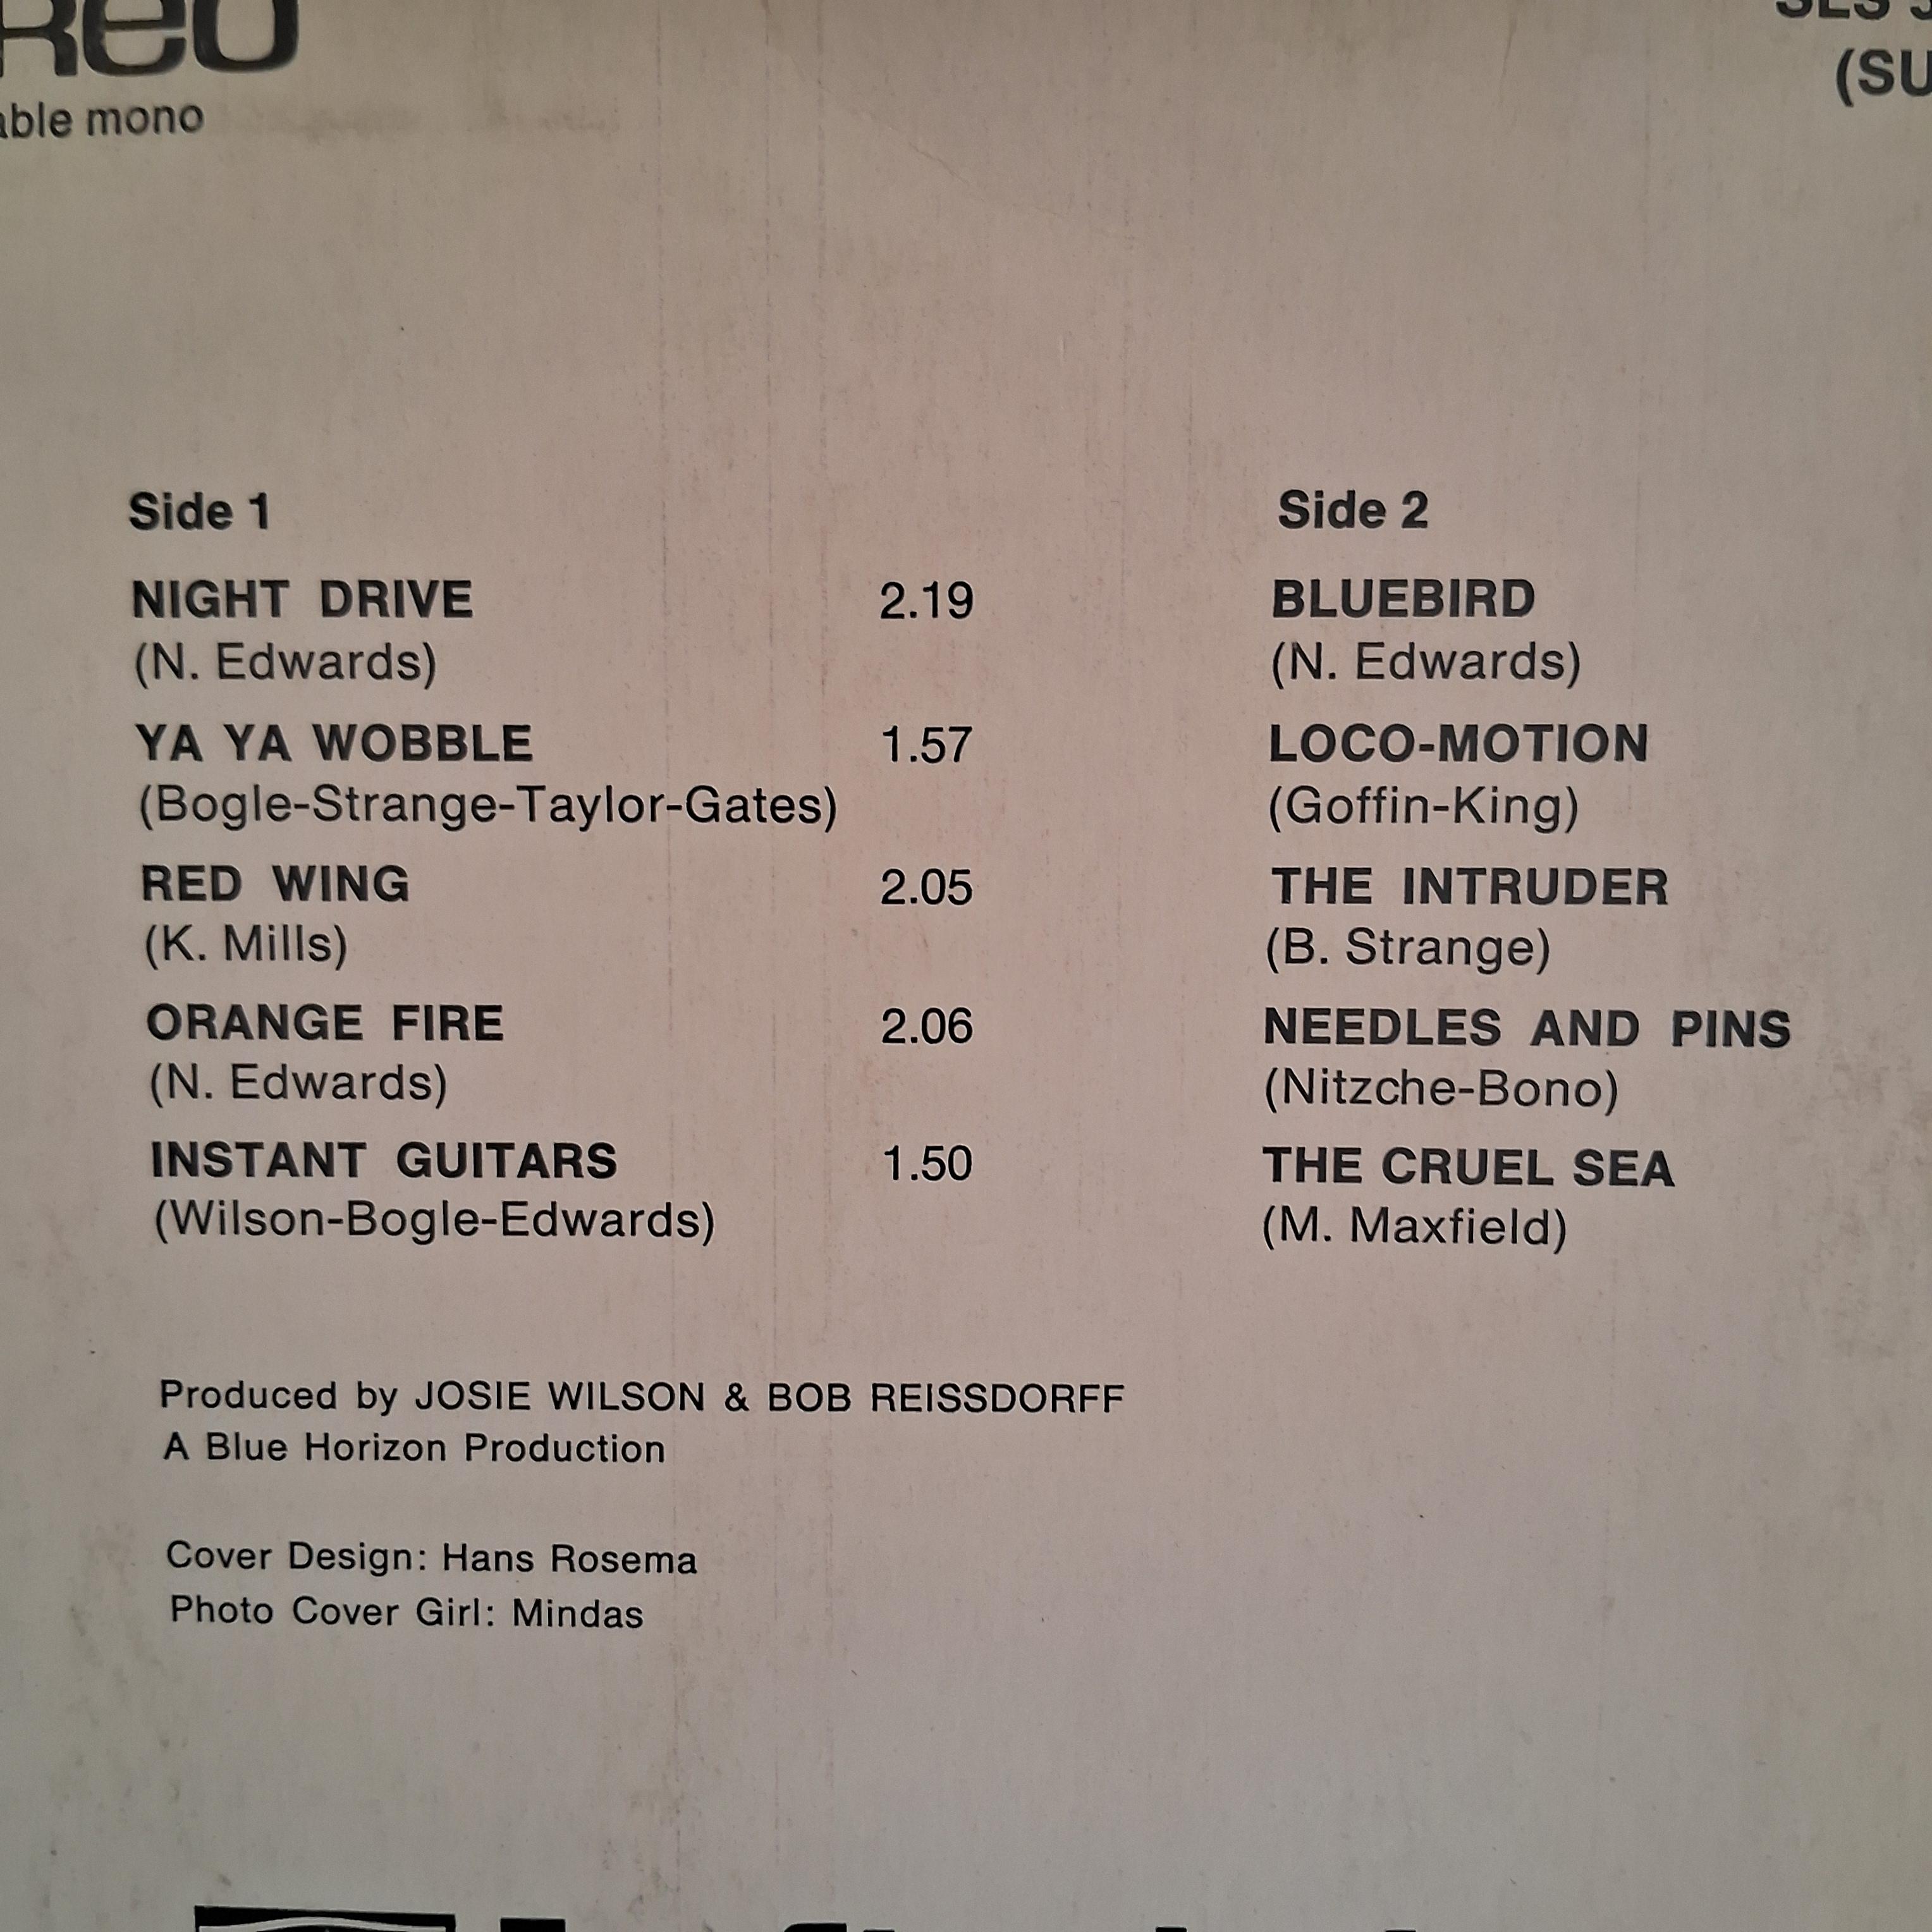 able mono
(SU
Side 1
NIGHT DRIVE 2.19
(N. Edwards)
YA YA WOBBLE 1.57
(Bogle-Strange-Taylor-Gates)
RED WING 2.05
(K. Mills)
ORANGE FIRE 2.06
(N. Edwards)
INSTANT GUITARS 1.50
(Wilson-Bogle-Edwards)
Side 2
BLUEBIRD
(N. Edwards)
LOCO-MOTION
(Goffin-King)
THE INTRUDER
(B. Strange)
NEEDLES AND PINS
(Nitzche-Bono)
THE CRUEL SEA
(M. Maxfield)
Produced by JOSIE WILSON & BOB REISSDORFF
A Blue Horizon Production
Cover Design: Hans Rosema
Photo Cover Girl: Mindas